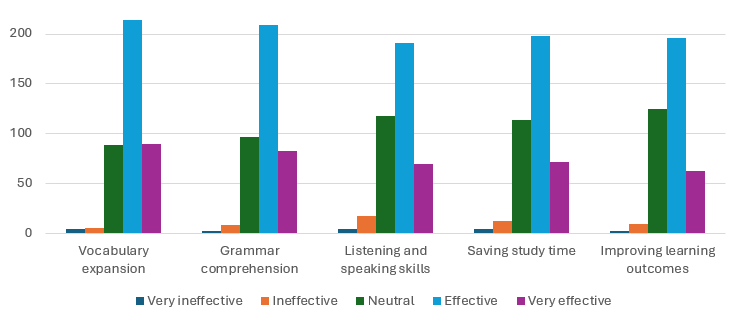 200
150
100
50
0
Vocabulary expansion
Grammar comprehension
Listening and speaking skills
Saving study time
Improving learning outcomes
Very ineffective
Ineffective
Neutral
Effective
Very effective